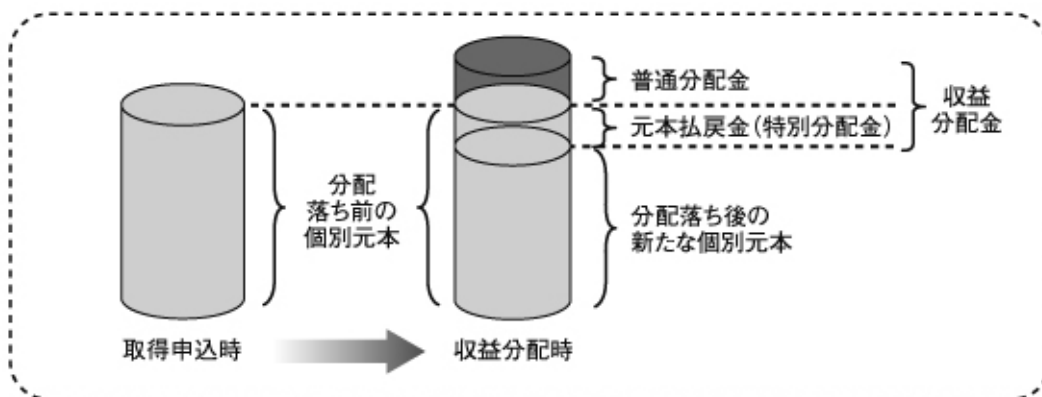 普通分配金
収益
分配金
元本払戻金(特別分配金)
分配
落ち前の
個別元本
分配落ち後の
新たな個別元本
取得申込時
収益分配時